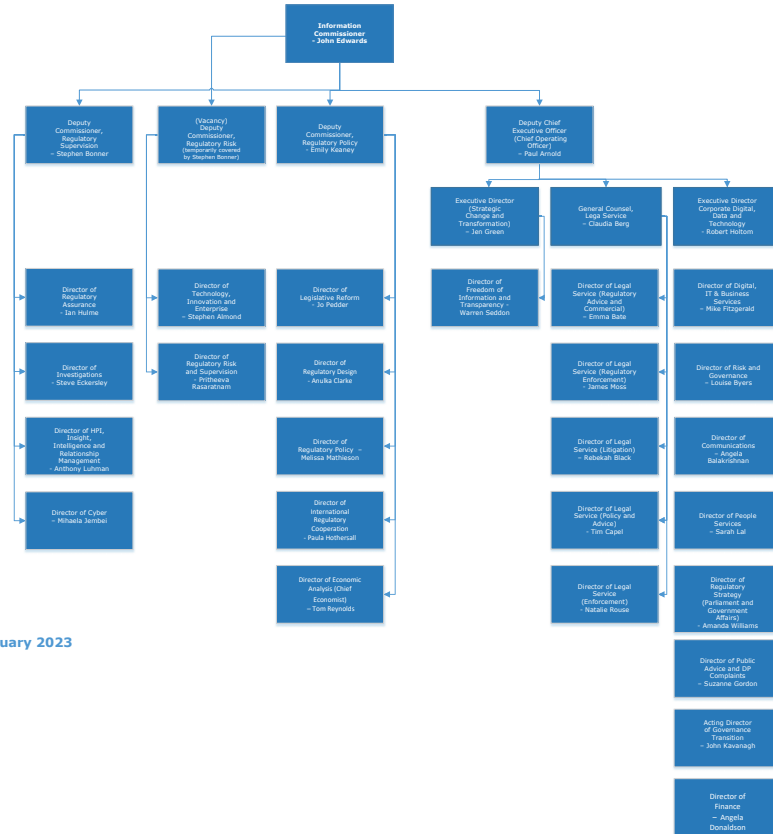 Information
Commissioner
- John Edwards
Deputy
Commissioner,
Regulatory
Supervision
– Stephen Bonner
(Vacancy)
Deputy
Commissioner,
Regulatory Risk
(temporarily covered
by Stephen Bonner)
Deputy
Commissioner,
Regulatory Policy
- Emily Keaney
Deputy Chief
Executive Officer
(Chief Operating
Officer)
– Paul Arnold
Executive Director
(Strategic
Change and
Transformation)
– Jen Green
General Counsel,
Lega Service
– Claudia Berg
Executive Director
Corporate Digital,
Data and
Technology
- Robert Holtom
Director of
Regulatory
Assurance
- Ian Hulme
Director of
Technology,
Innovation and
Enterprise
– Stephen Almond
Director of
Legislative Reform
- Jo Pedder
Director of
Freedom of
Information and
Transparency -
Warren Seddon
Director of Legal
Service (Regulatory
Advice and
Commercial)
– Emma Bate
Director of Digital,
IT & Business
Services
– Mike Fitzgerald
Director of
Investigations
- Steve Eckersley
Director of
Regulatory Risk
and Supervision
- Pritheeva
Rasaratnam
Director of
Regulatory Design
- Anulka Clarke
Director of Legal
Service (Regulatory
Enforcement)
- James Moss
Director of Risk and
Governance
– Louise Byers
Director of HPI,
Insight,
Intelligence and
Relationship
Management
- Anthony Luhman
Director of
Regulatory Policy –
Melissa Mathieson
Director of Legal
Service (Litigation)
– Rebekah Black
Director of
Communications
– Angela
Balakrishnan
Director of Cyber
– Mihaela Jembei
Director of
International
Regulatory
Cooperation
- Paula Hothersall
Director of Legal
Service (Policy and
Advice)
– Tim Capel
Director of People
Services
– Sarah Lal
Director of Economic
Analysis (Chief
Economist)
– Tom Reynolds
Director of Legal
Service
(Enforcement)
- Natalie Rouse
Director of
Regulatory
Strategy
(Parliament and
Government
Affairs)
- Amanda Williams
uary 2023
Director of Public
Advice and DP
Complaints
– Suzanne Gordon
Acting Director
of Governance
Transition
– John Kavanagh
Director of
Finance
– Angela
Donaldson